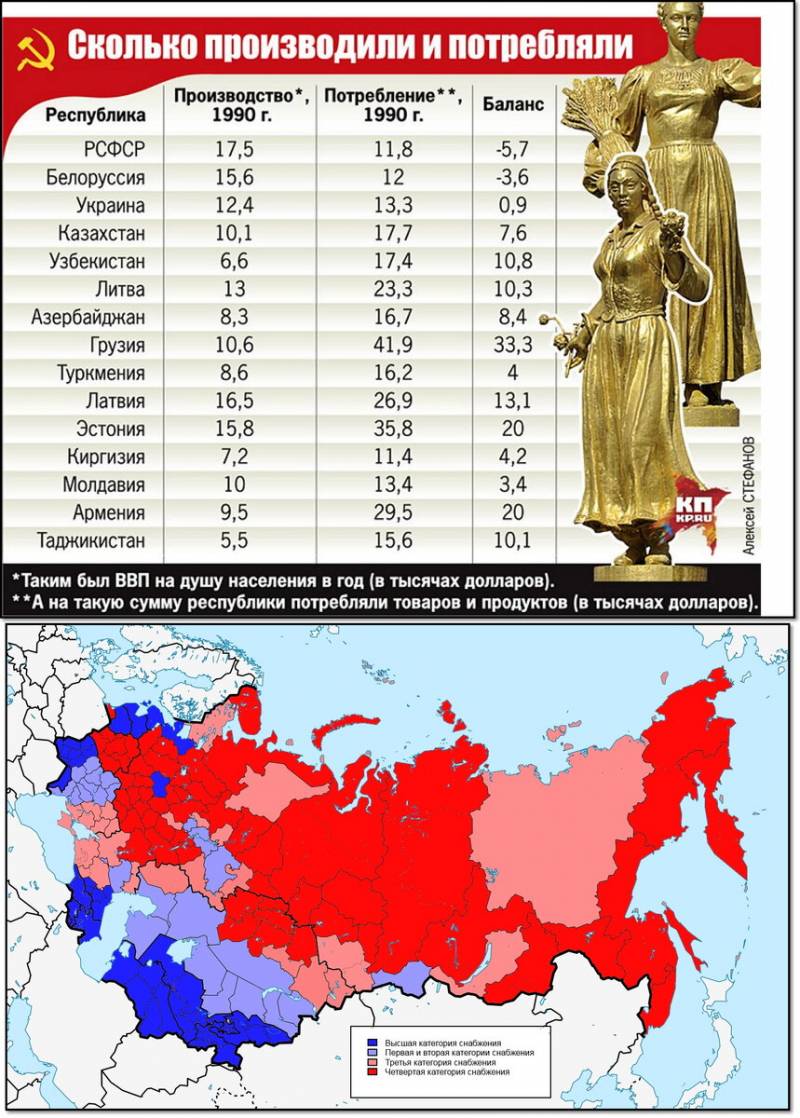 Сколько производили и потребляли
Республика Производство*, 1990 г. Потребление**, 1990 г. Баланс
РСФСР 17,5 11,8 -5,7
Белоруссия 15,6 12 -3,6
Украина 12,4 13,3 0,9
Казахстан 10,1 17,7 7,6
Узбекистан 6,6 17,4 10,8
Литва 13 23,3 10,3
Азербайджан 8,3 16,7 8,4
Грузия 10,6 41,9 33,3
Туркмения 8,6 16,2 4
Латвия 16,5 26,9 13,1
Эстония 15,8 35,8 20
Киргизия 7,2 11,4 4,2
Молдавия 10 13,4 3,4
Армения 9,5 29,5 20
Таджикистан 5,5 15,6 10,1
КП
KP.RU
Алексей СТЕФАНОВ
*Таким был ВВП на душу населения в год (в тысячах долларов).
**А на такую сумму республики потребляли товаров и продуктов (в тысячах долларов).
Высшая категория снабжения
Первая и вторая категории снабжения
Третья категория снабжения
Четвертая категория снабжения